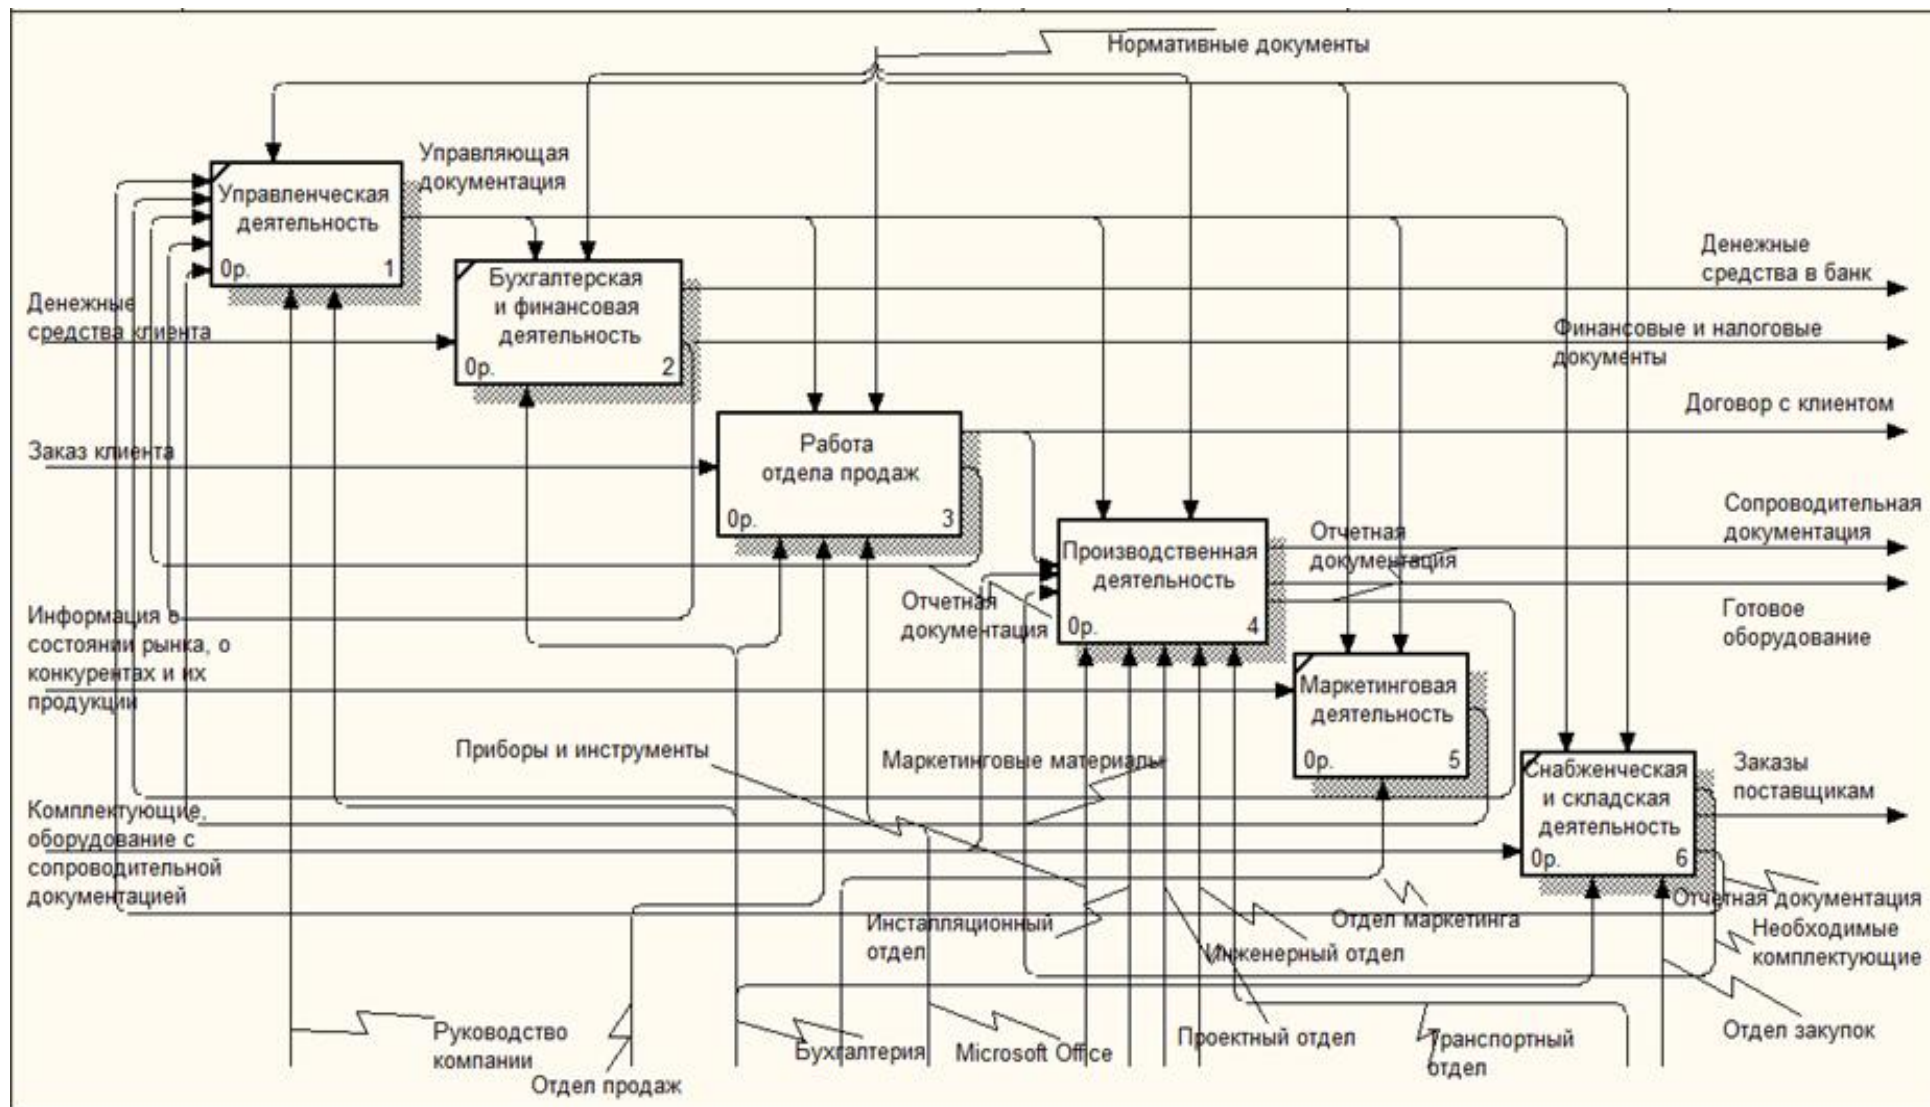 Нормативные документы
Управляющая
документация
Управленческая
деятельность
0р.
1
Денежные
средства в банк
Бухгалтерская
и финансовая
деятельность
0р.
2
Денежные
средства клиента
Финансовые и налоговые
документы
Договор с клиентом
Работа
отдела продаж
0р.
3
Заказ клиента
Сопроводительная
документация
Отчетная
документация
Производственная
деятельность
0р.
4
Отчетная
документация
Готовое
оборудование
Информация о
состоянии рынка, о
конкурентах и их
продукции
Маркетинговая
деятельность
0р.
5
Приборы и инструменты
Маркетинговые материалы
Снабженческая
и складская
деятельность
0р.
6
Заказы
поставщикам
Комплектующие,
оборудование с
сопроводительной
документацией
Отчетная документация
Инсталляционный
отдел
Отдел маркетинга
Инженерный отдел
Необходимые
комплектующие
Руководство
компании
Отдел продаж
Бухгалтерия
Microsoft Office
Проектный отдел
Транспортный
отдел
Отдел закупок